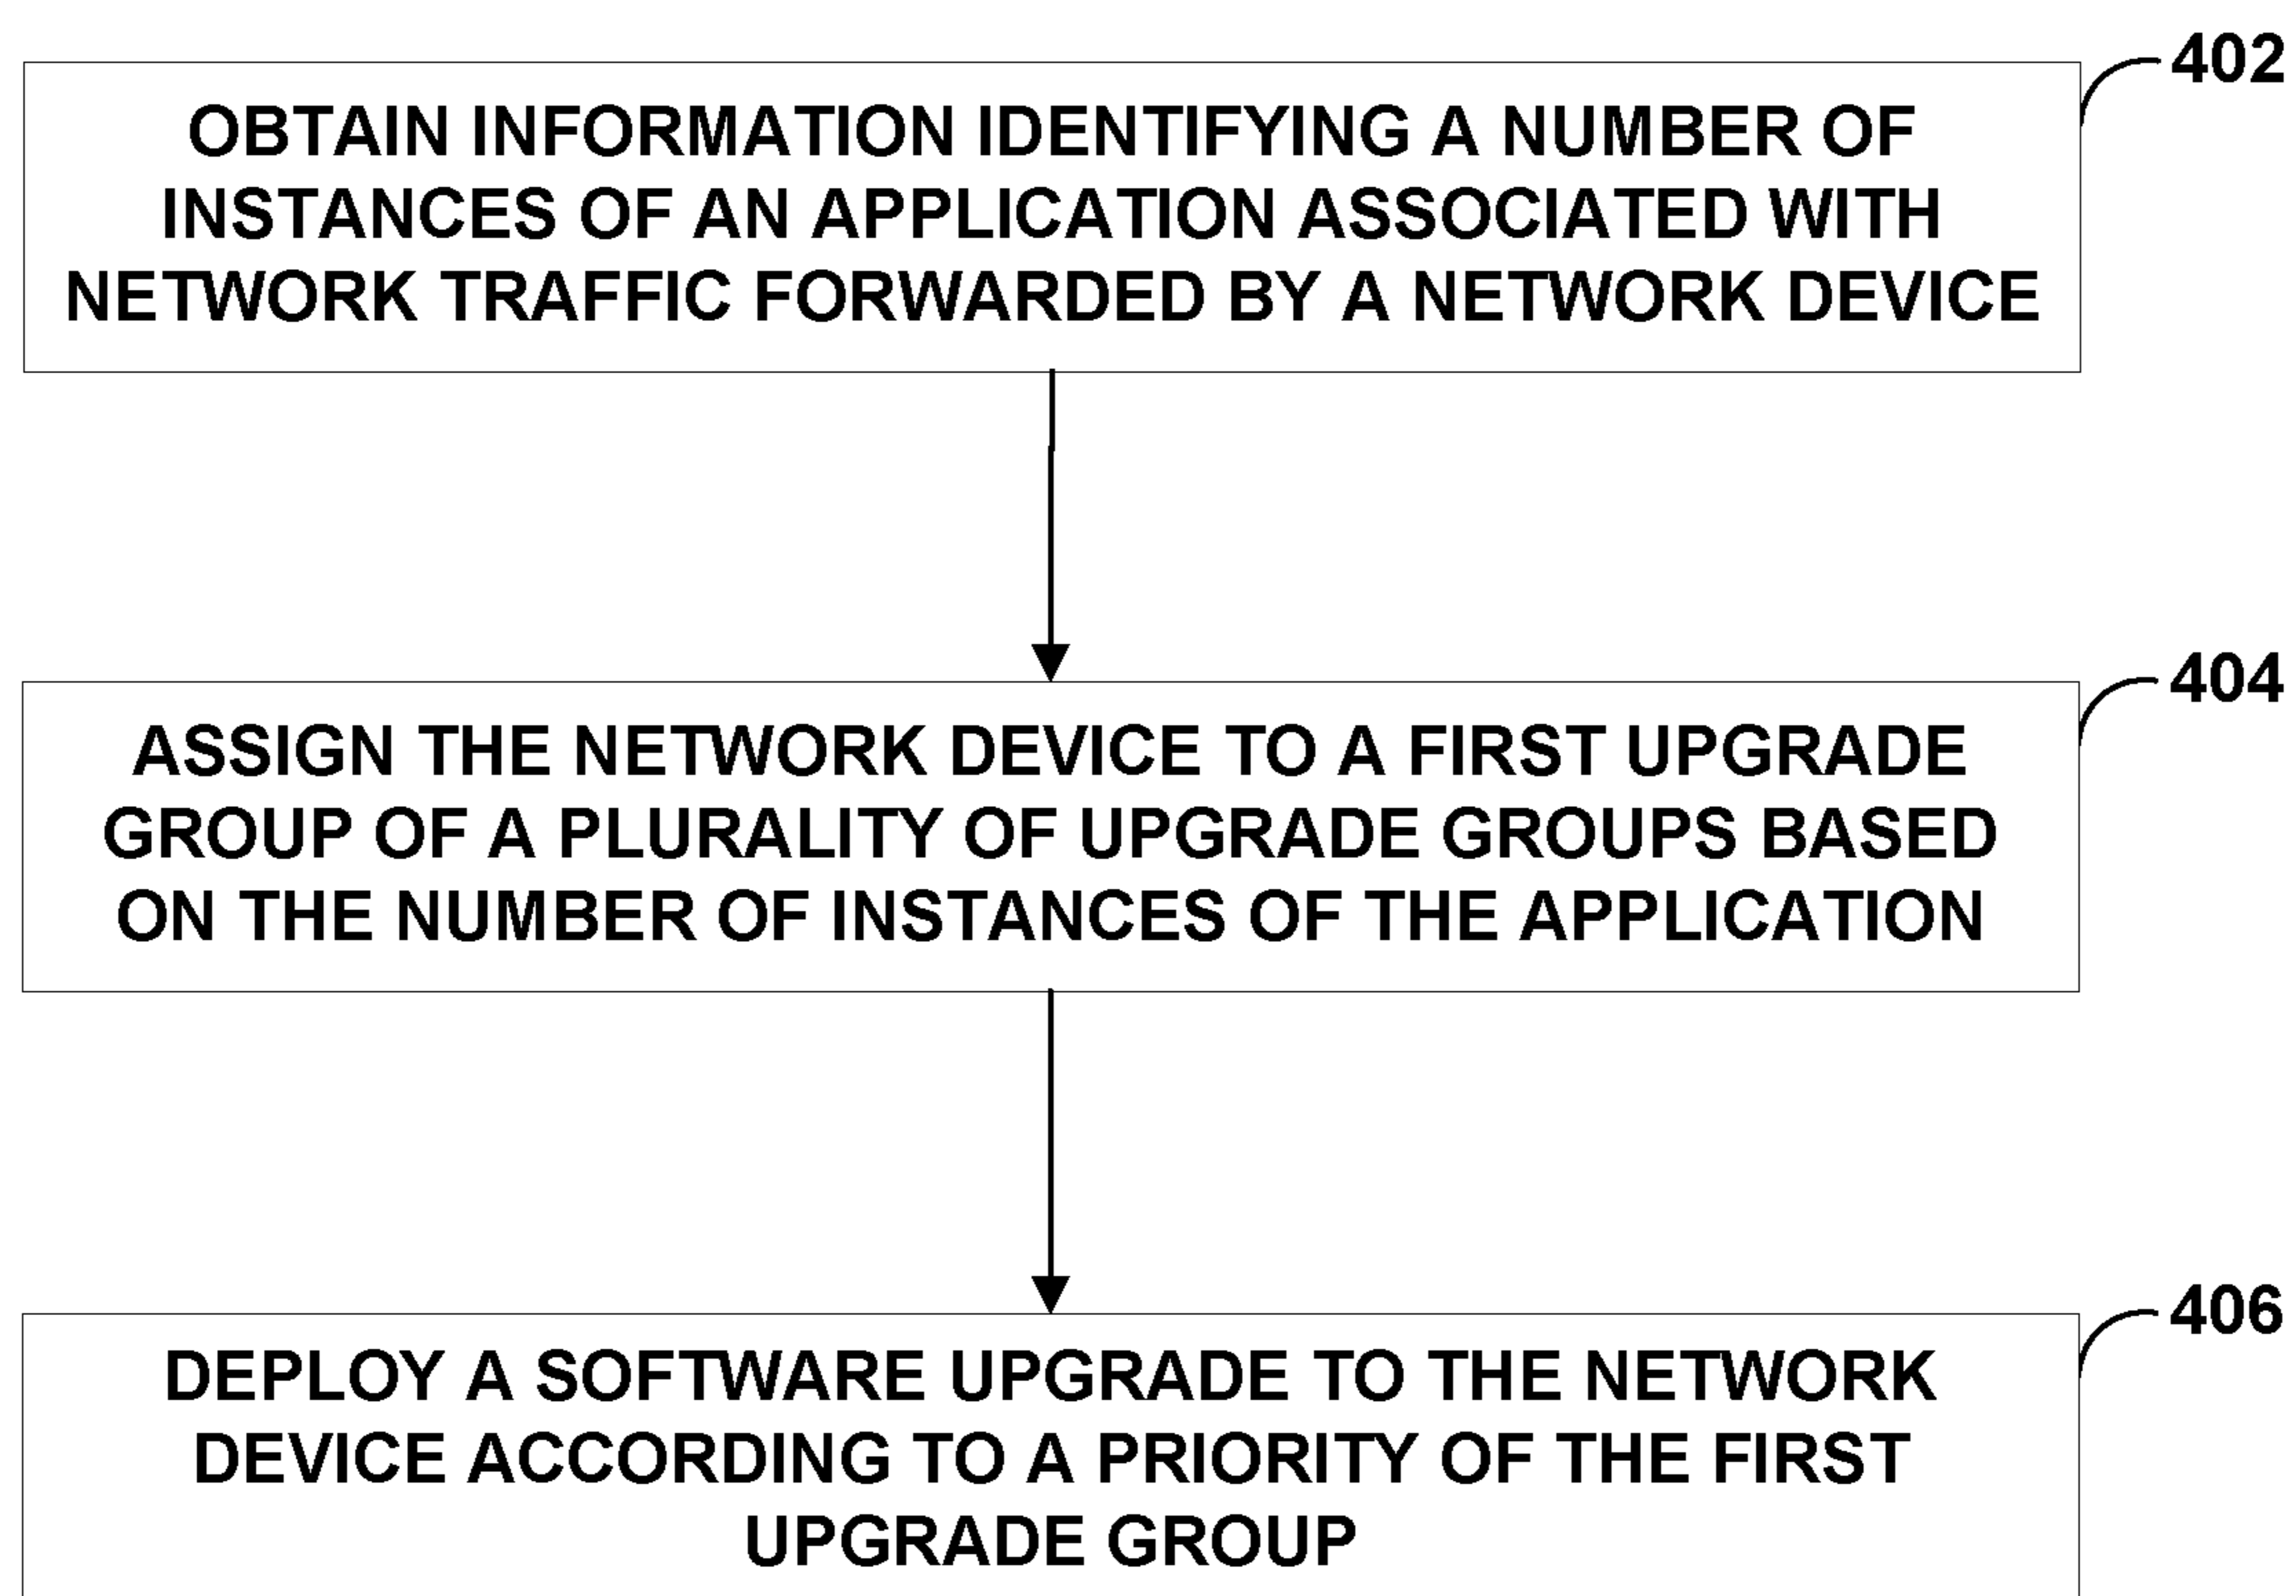 402
OBTAIN INFORMATION IDENTIFYING A NUMBER OF
INSTANCES OF AN APPLICATION ASSOCIATED WITH
NETWORK TRAFFIC FORWARDED BY A NETWORK DEVICE
404
ASSIGN THE NETWORK DEVICE TO A FIRST UPGRADE
GROUP OF A PLURALITY OF UPGRADE GROUPS BASED
ON THE NUMBER OF INSTANCES OF THE APPLICATION
406
DEPLOY A SOFTWARE UPGRADE TO THE NETWORK
DEVICE ACCORDING TO A PRIORITY OF THE FIRST
UPGRADE GROUP